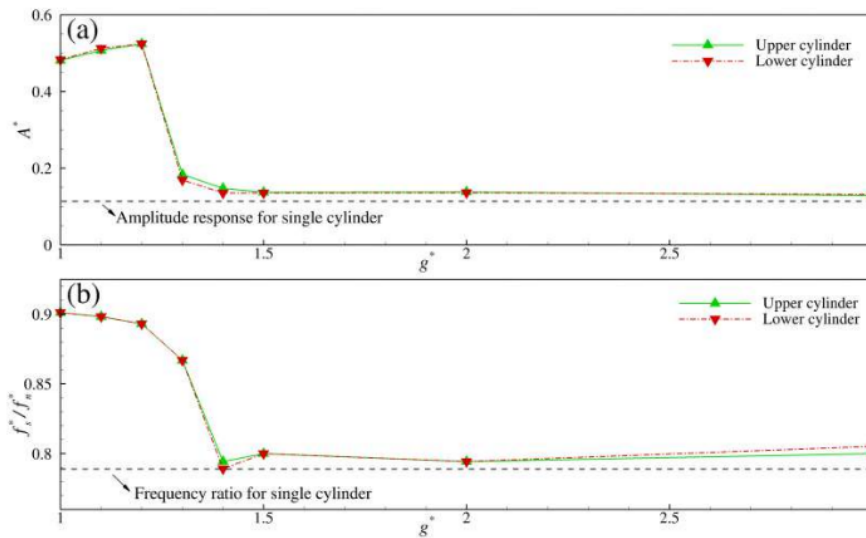 (a)
0.6
0.4
0.2
0
A*
Upper cylinder
Lower cylinder
Amplitude response for single cylinder
1
1.5
2
2.5
g*
(b)
0.9
0.85
0.8
f*s/f*n
Upper cylinder
Lower cylinder
Frequency ratio for single cylinder
1
1.5
2
2.5
g*